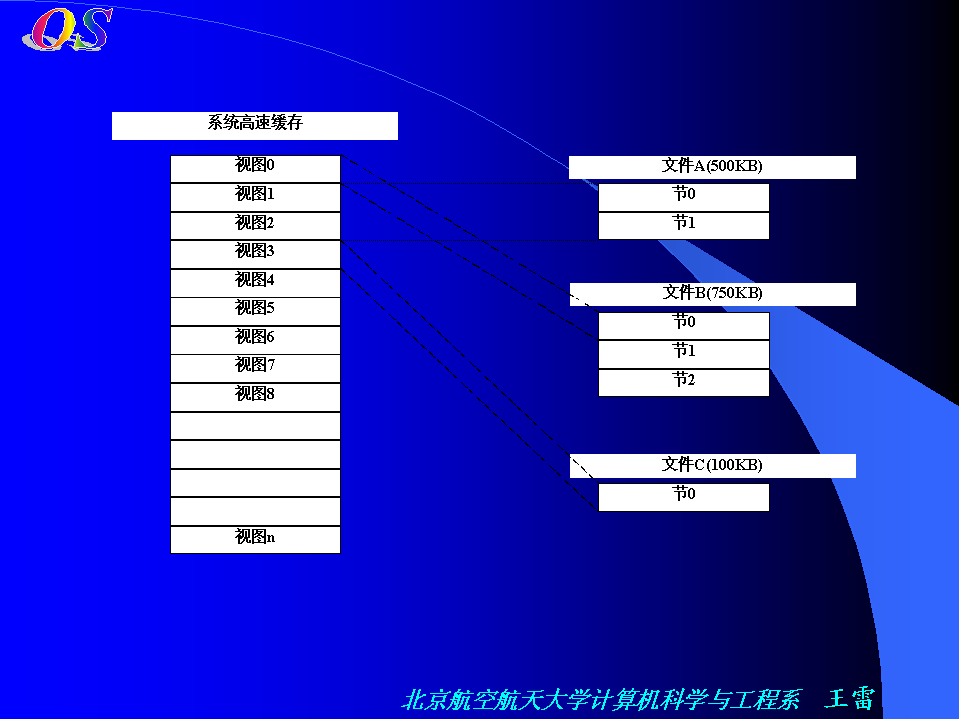 OS
系统高速缓存
视图0
视图1
视图2
视图3
视图4
视图5
视图6
视图7
视图8
视图n
文件A(500KB)
节0
节1
文件B(750KB)
节0
节1
节2
文件C(100KB)
节0
北京航空航天大学计算机科学与工程系 王雷